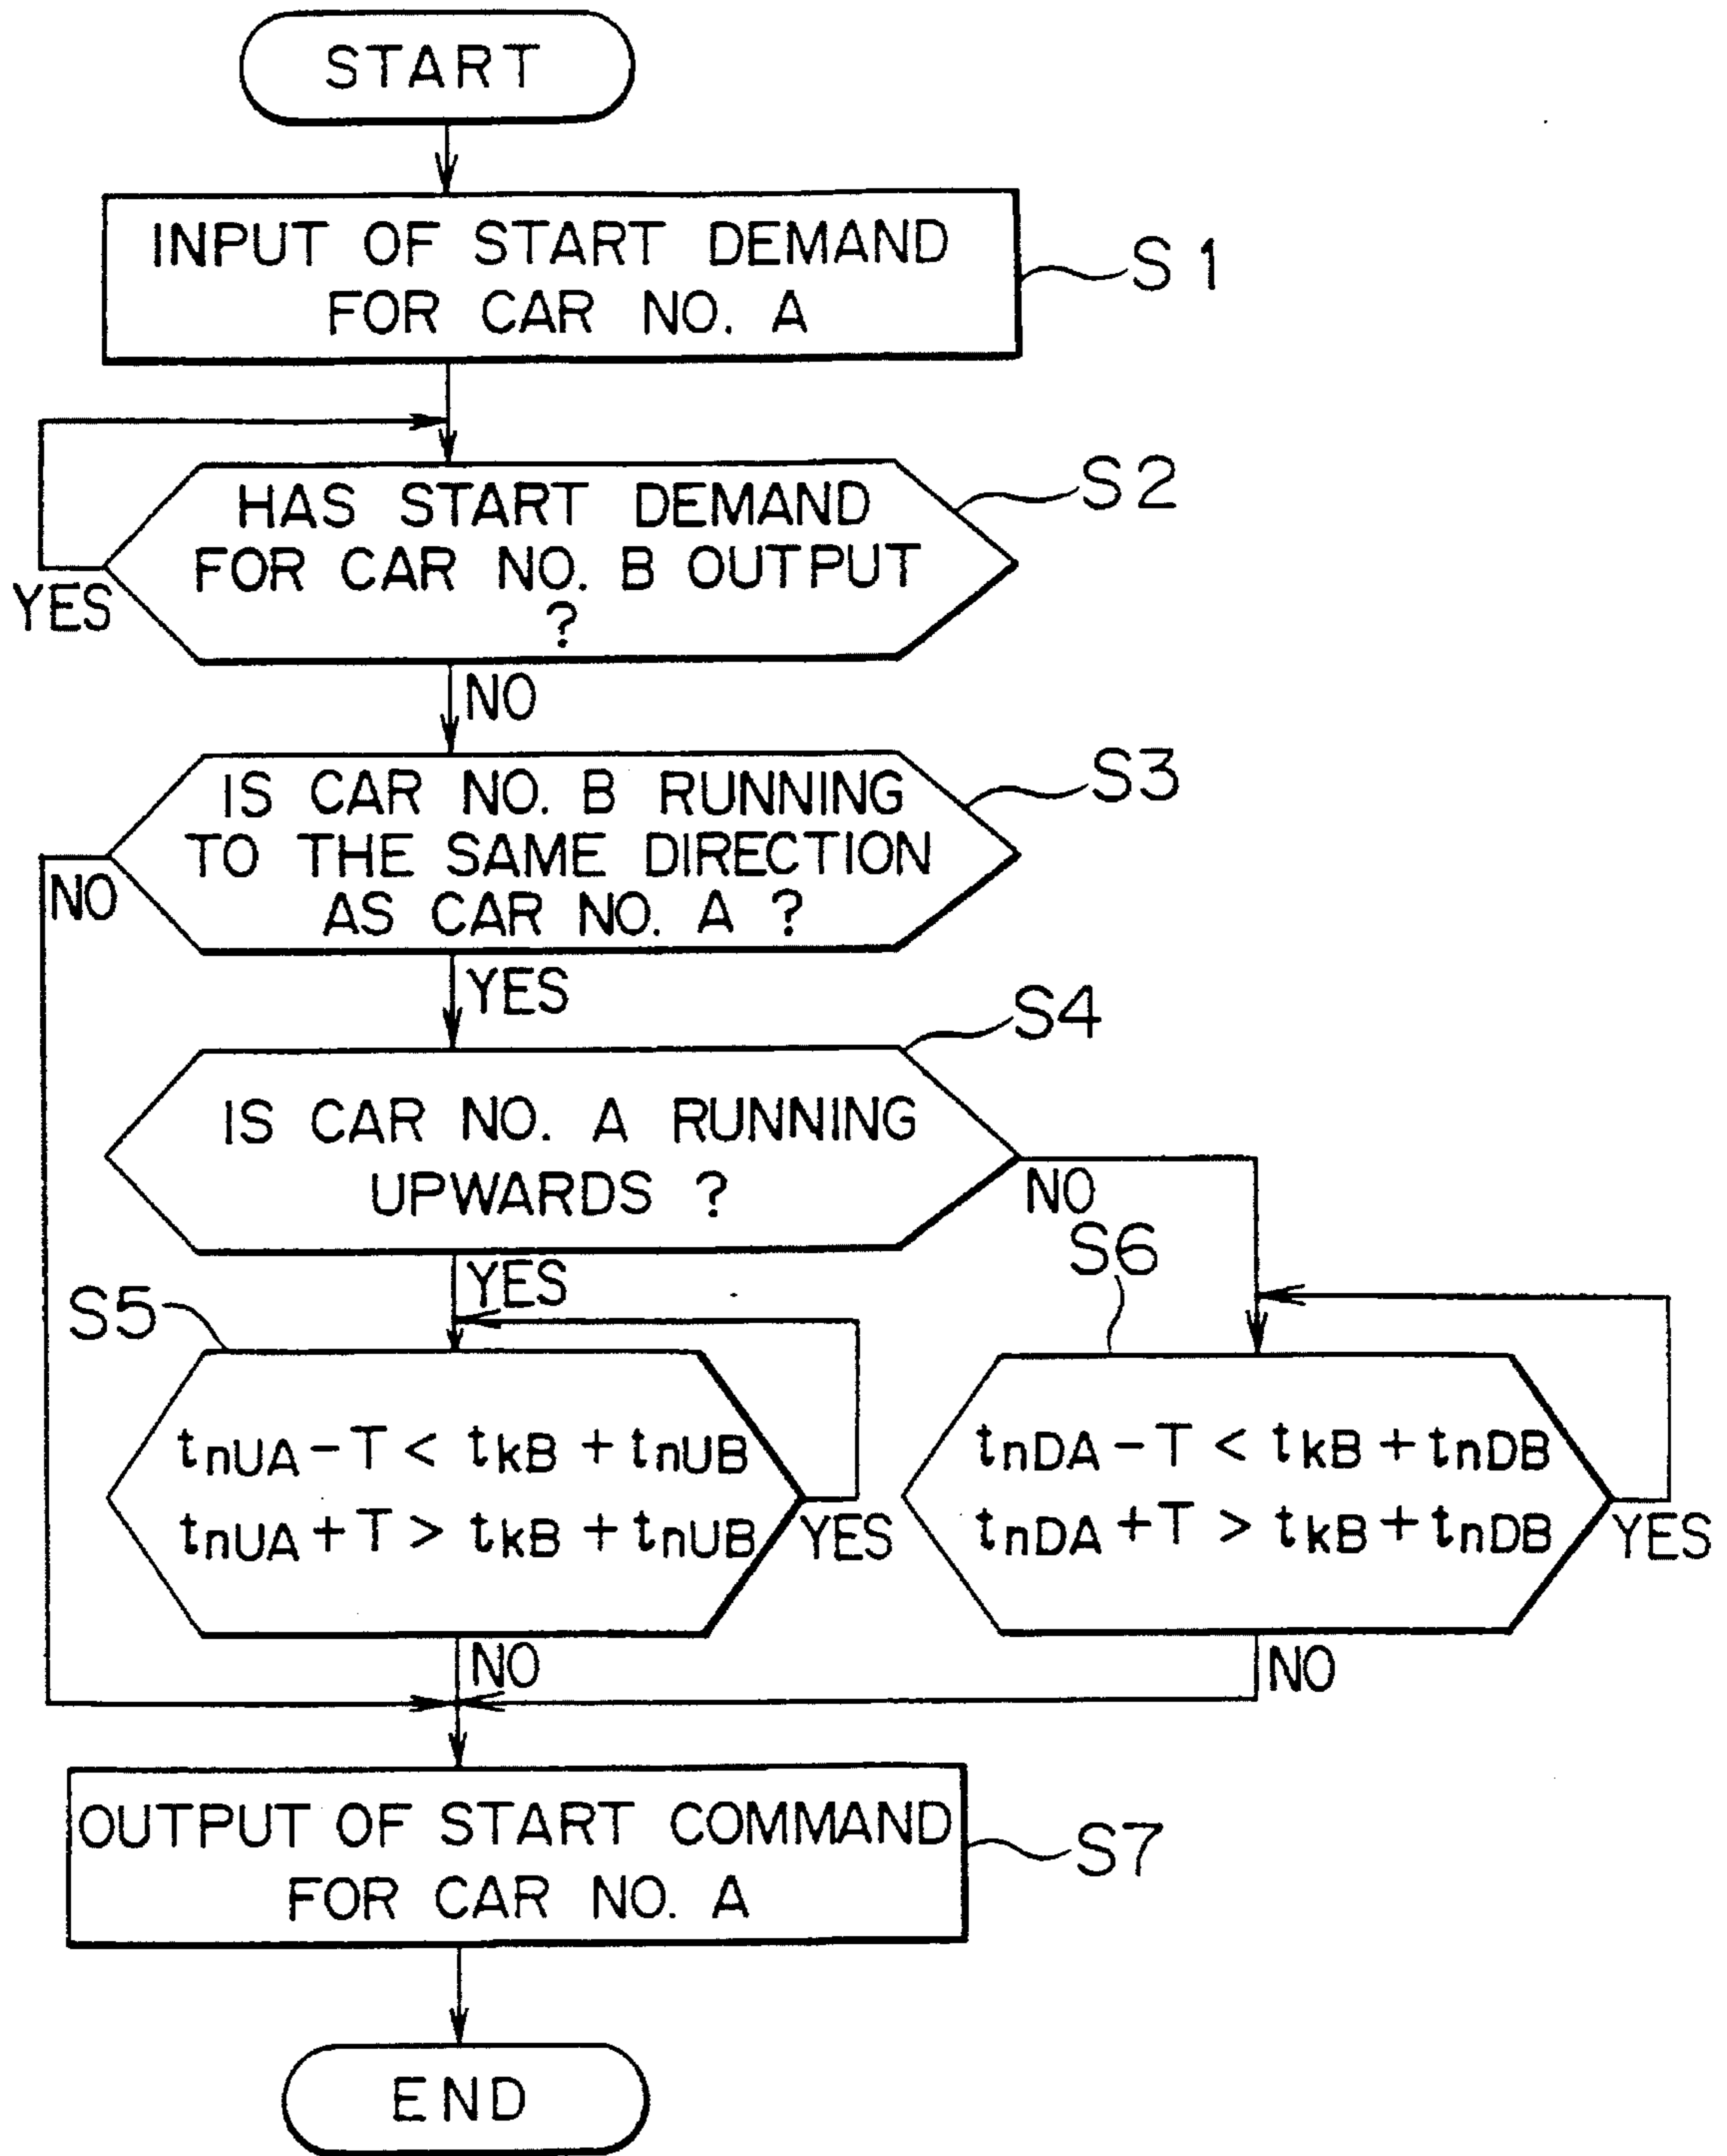 START
INPUT OF START DEMAND
FOR CAR NO. A
S1
HAS START DEMAND
FOR CAR NO. B OUTPUT
?
S2
YES
NO
IS CAR NO. B RUNNING
TO THE SAME DIRECTION
AS CAR NO. A ?
S3
NO
YES
IS CAR NO. A RUNNING
UPWARDS ?
S4
NO
YES
S5
tnUA-T < tkB + tnUB
tnUA+T > tkB + tnUB
YES
NO
S6
tnDA-T < tkB + tnDB
tnDA+T > tkB + tnDB
YES
NO
OUTPUT OF START COMMAND
FOR CAR NO. A
S7
END